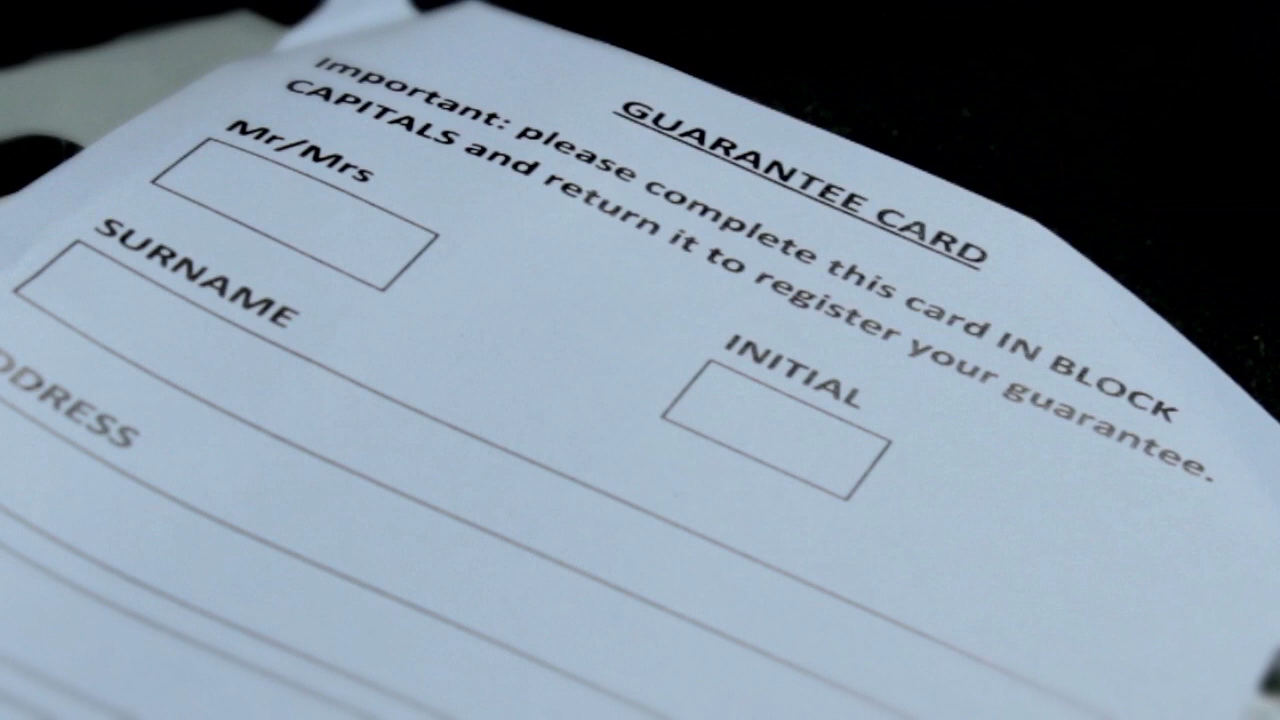 GUARANTEE CARD
Important: please complete this card IN BLOCK
CAPITALS and return it to register your guarantee.
Mr/Mrs
INITIAL
SURNAME
DDRESS